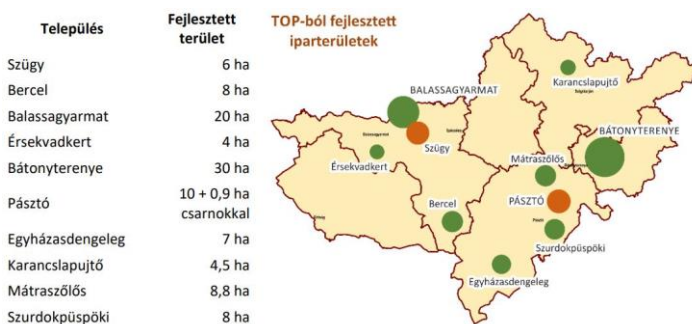 Település Fejlesztett terület
Szügy 6 ha
Bercel 8 ha
Balassagyarmat 20 ha
Érsekvadkert 4 ha
Bátonyterenye 30 ha
Pásztó 10 + 0,9 ha csarnokkal
Egyházasdengeleg 7 ha
Karancslapujtő 4,5 ha
Mátraszőlős 8,8 ha
Szurdokpüspöki 8 ha
TOP-ból fejlesztett
iparterületek
Karancslapujtő
BALASSAGYARMAT
BÁTONYTERENYE
Szügy
Érsekvadkert
Mátraszőlős
Bercel
PÁSZTÓ
Pásztó
Szurdokpüspöki
Egyházasdengeleg